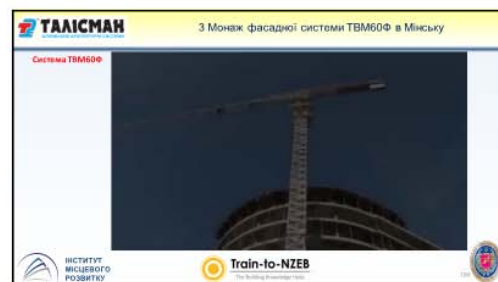 ТАЛІСМАН
3 Монаж фасадної системи ТВМ60Ф в Мінську
Система ТВМ60Ф
ІНСТИТУТ
МІСЦЕВОГО
РОЗВИТКУ
Train-to-NZEB
The Building Knowledge Hubs